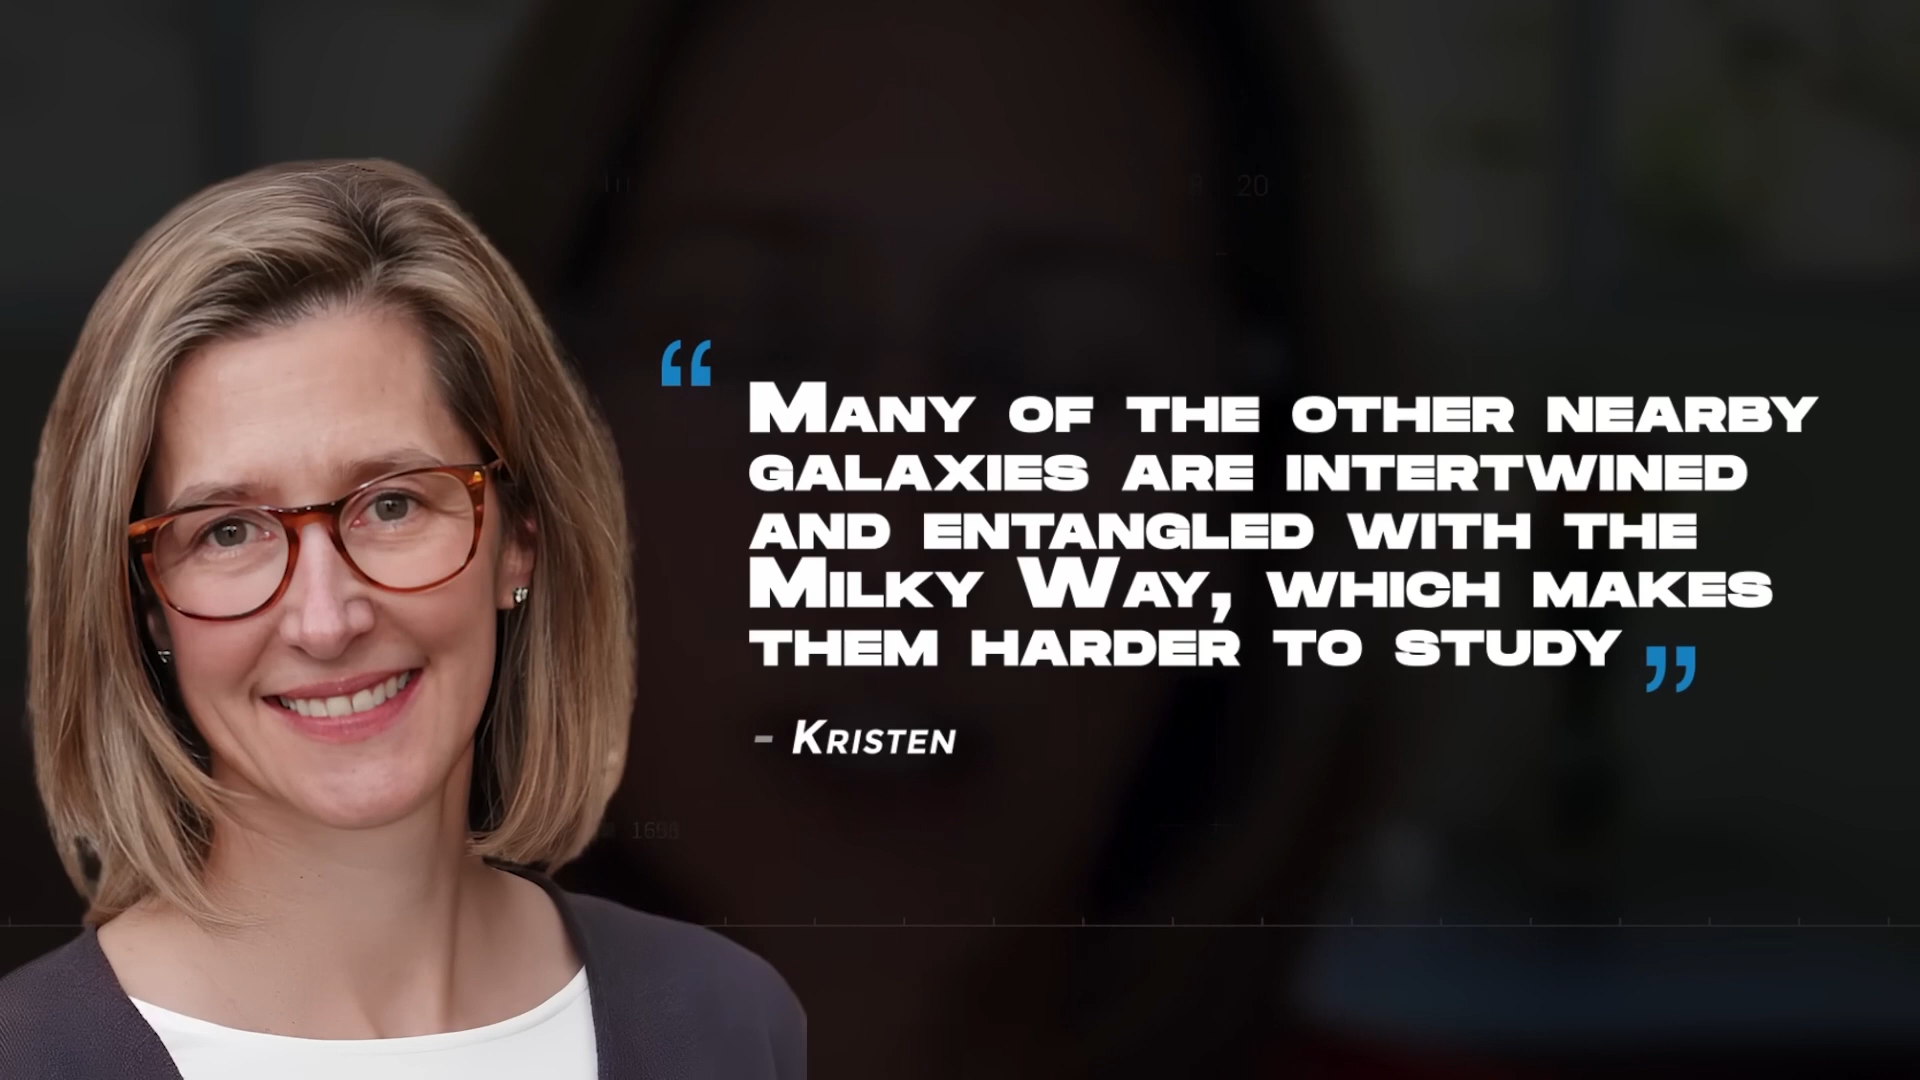 20
“Many of the other nearby
galaxies are intertwined
and entangled with the
Milky Way, which makes
them harder to study”
- Kristen